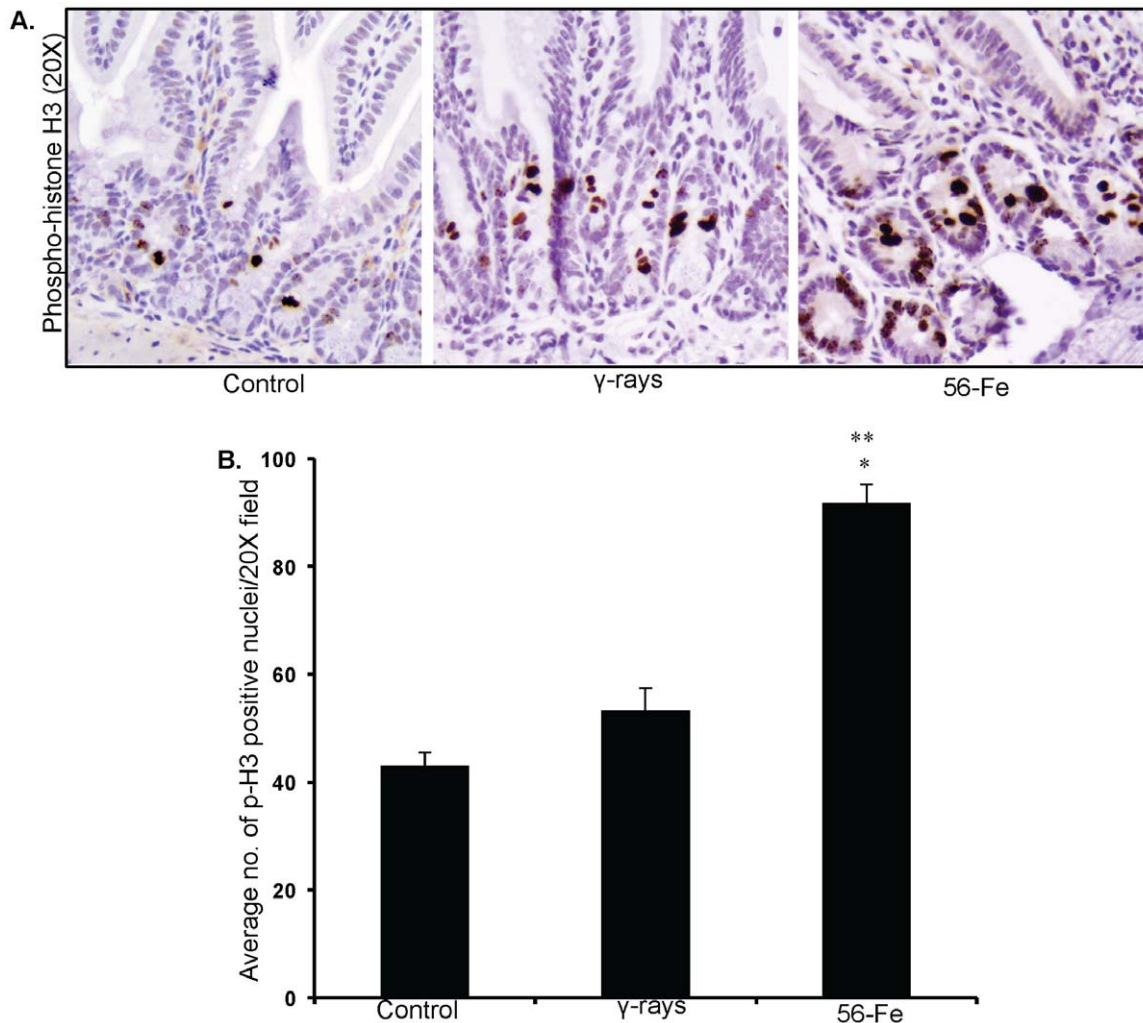 A.
Phospho-histone H3 (20X)
Control
γ-rays
56-Fe
B.
Average no. of p-H3 positive nuclei/20X field
100
80
60
40
20
0
**
*
Control
γ-rays
56-Fe